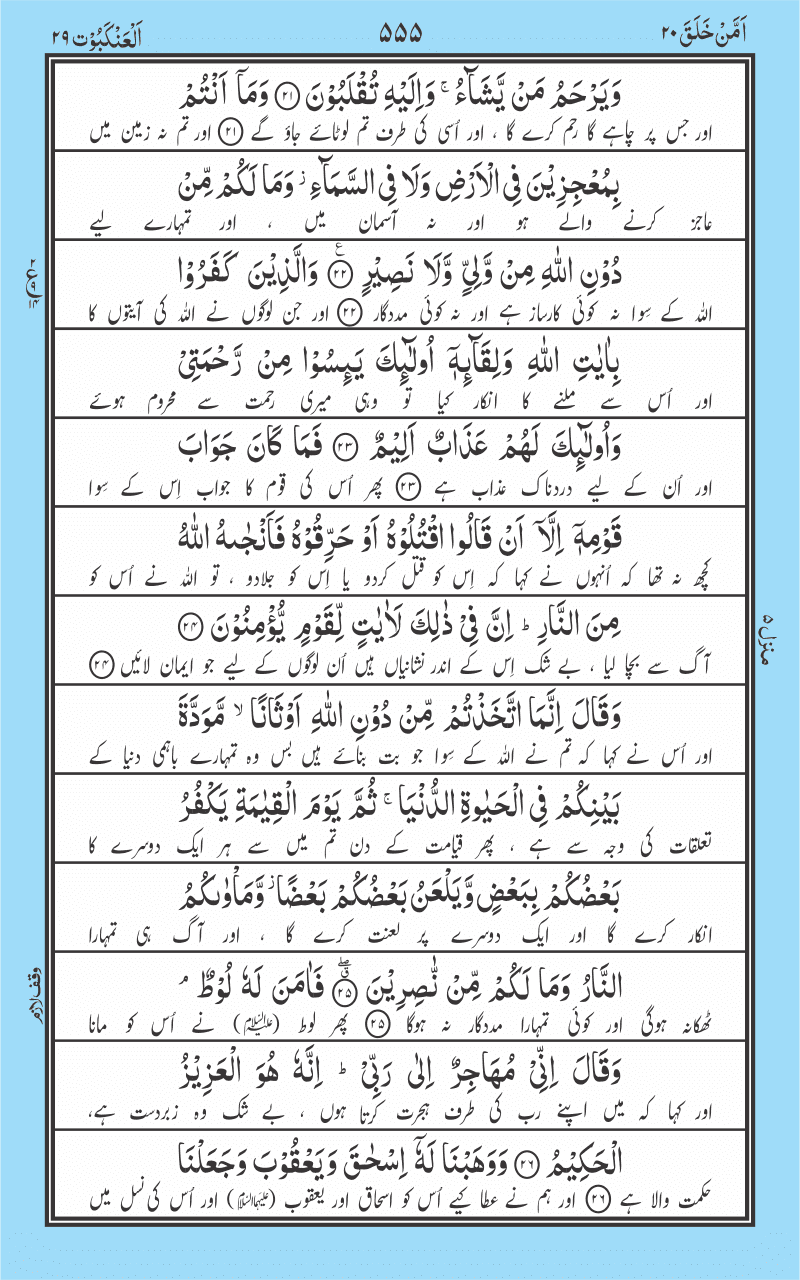 اَمَّنْ خَلَقَ ٢٠
٥٥٥
اَلْعَنْكَبُوْت ٢٩
وَيَرْحَمُ مَنْ يَّشَآءُ ۚ وَاِلَيْهِ تُقْلَبُوْنَ ﴿٢١﴾ وَمَآ اَنْتُمْ
اور جس پر چاہے گا رحم کرے گا ، اور اُسی کی طرف تم لوٹائے جاؤ گے ﴿٢١﴾ اور تم نہ زمین میں
بِمُعْجِزِيْنَ فِي الْاَرْضِ وَلَا فِي السَّمَآءِ ۫ وَمَا لَكُمْ مِّنْ
عاجز کرنے والے ہو اور نہ آسمان میں ، اور تمہارے لیے
دُوْنِ اللّٰهِ مِنْ وَّلِيٍّ وَّلَا نَصِيْرٍ ﴿٢٢﴾ ع وَالَّذِيْنَ كَفَرُوْا
اللہ کے سِوا نہ کوئی کارساز ہے اور نہ کوئی مددگار ﴿٢٢﴾ اور جن لوگوں نے اللہ کی آیتوں کا
بِاٰيٰتِ اللّٰهِ وَلِقَآىِٕهٖٓ اُولٰٓىِٕكَ يَىِٕسُوْا مِنْ رَّحْمَتِيْ
اور اُس سے ملنے کا انکار کیا تو وہی میری رحمت سے محروم ہوئے
وَاُولٰٓىِٕكَ لَهُمْ عَذَابٌ اَلِيْمٌ ﴿٢٣﴾ فَمَا كَانَ جَوَابَ
اور اُن کے لیے دردناک عذاب ہے ﴿٢٣﴾ پھر اُس کی قوم کا جواب اِس کے سِوا
قَوْمِهٖٓ اِلَّآ اَنْ قَالُوا اقْتُلُوْهُ اَوْ حَرِّقُوْهُ فَاَنْجٰىهُ اللّٰهُ
کچھ نہ تھا کہ اُنہوں نے کہا کہ اِس کو قتل کردو یا اِس کو جلادو ، تو اللہ نے اُس کو
مِنَ النَّارِ ؕ اِنَّ فِيْ ذٰلِكَ لَاٰيٰتٍ لِّقَوْمٍ يُّؤْمِنُوْنَ ﴿٢٤﴾
آگ سے بچا لیا ، بے شک اِس کے اندر نشانیاں ہیں اُن لوگوں کے لیے جو ایمان لائیں ﴿٢٤﴾
وَقَالَ اِنَّمَا اتَّخَذْتُمْ مِّنْ دُوْنِ اللّٰهِ اَوْثَانًا ۙ مَّوَدَّةَ
اور اُس نے کہا کہ تم نے اللہ کے سِوا جو بت بنائے ہیں بس وہ تمہارے باہمی دنیا کے
بَيْنِكُمْ فِي الْحَيٰوةِ الدُّنْيَا ۚ ثُمَّ يَوْمَ الْقِيٰمَةِ يَكْفُرُ
تعلقات کی وجہ سے ہے ، پھر قیامت کے دن تم میں سے ہر ایک دوسرے کا
بَعْضُكُمْ بِبَعْضٍ وَّيَلْعَنُ بَعْضُكُمْ بَعْضًا ۫ وَّمَاْوٰىكُمُ
انکار کرے گا اور ایک دوسرے پر لعنت کرے گا ، اور آگ ہی تمہارا
النَّارُ وَمَا لَكُمْ مِّنْ نّٰصِرِيْنَ ﴿٢٥﴾ فَاٰمَنَ لَهٗ لُوْطٌ ۘ
ٹھکانہ ہوگی اور کوئی تمہارا مددگار نہ ہوگا ﴿٢٥﴾ پھر لوط (علیہ السلام) نے اُس کو مانا
وَقَالَ اِنِّيْ مُهَاجِرٌ اِلٰى رَبِّيْ ؕ اِنَّهٗ هُوَ الْعَزِيْزُ
اور کہا کہ میں اپنے رب کی طرف ہجرت کرتا ہوں ، بے شک وہ زبردست ہے،
الْحَكِيْمُ ﴿٢٦﴾ وَوَهَبْنَا لَهٗٓ اِسْحٰقَ وَيَعْقُوْبَ وَجَعَلْنَا
حکمت والا ہے ﴿٢٦﴾ اور ہم نے عطا کیے اُس کو اسحاق اور یعقوب (علیہما السلام) اور اُس کی نسل میں
منزل ٥
وقف لازم